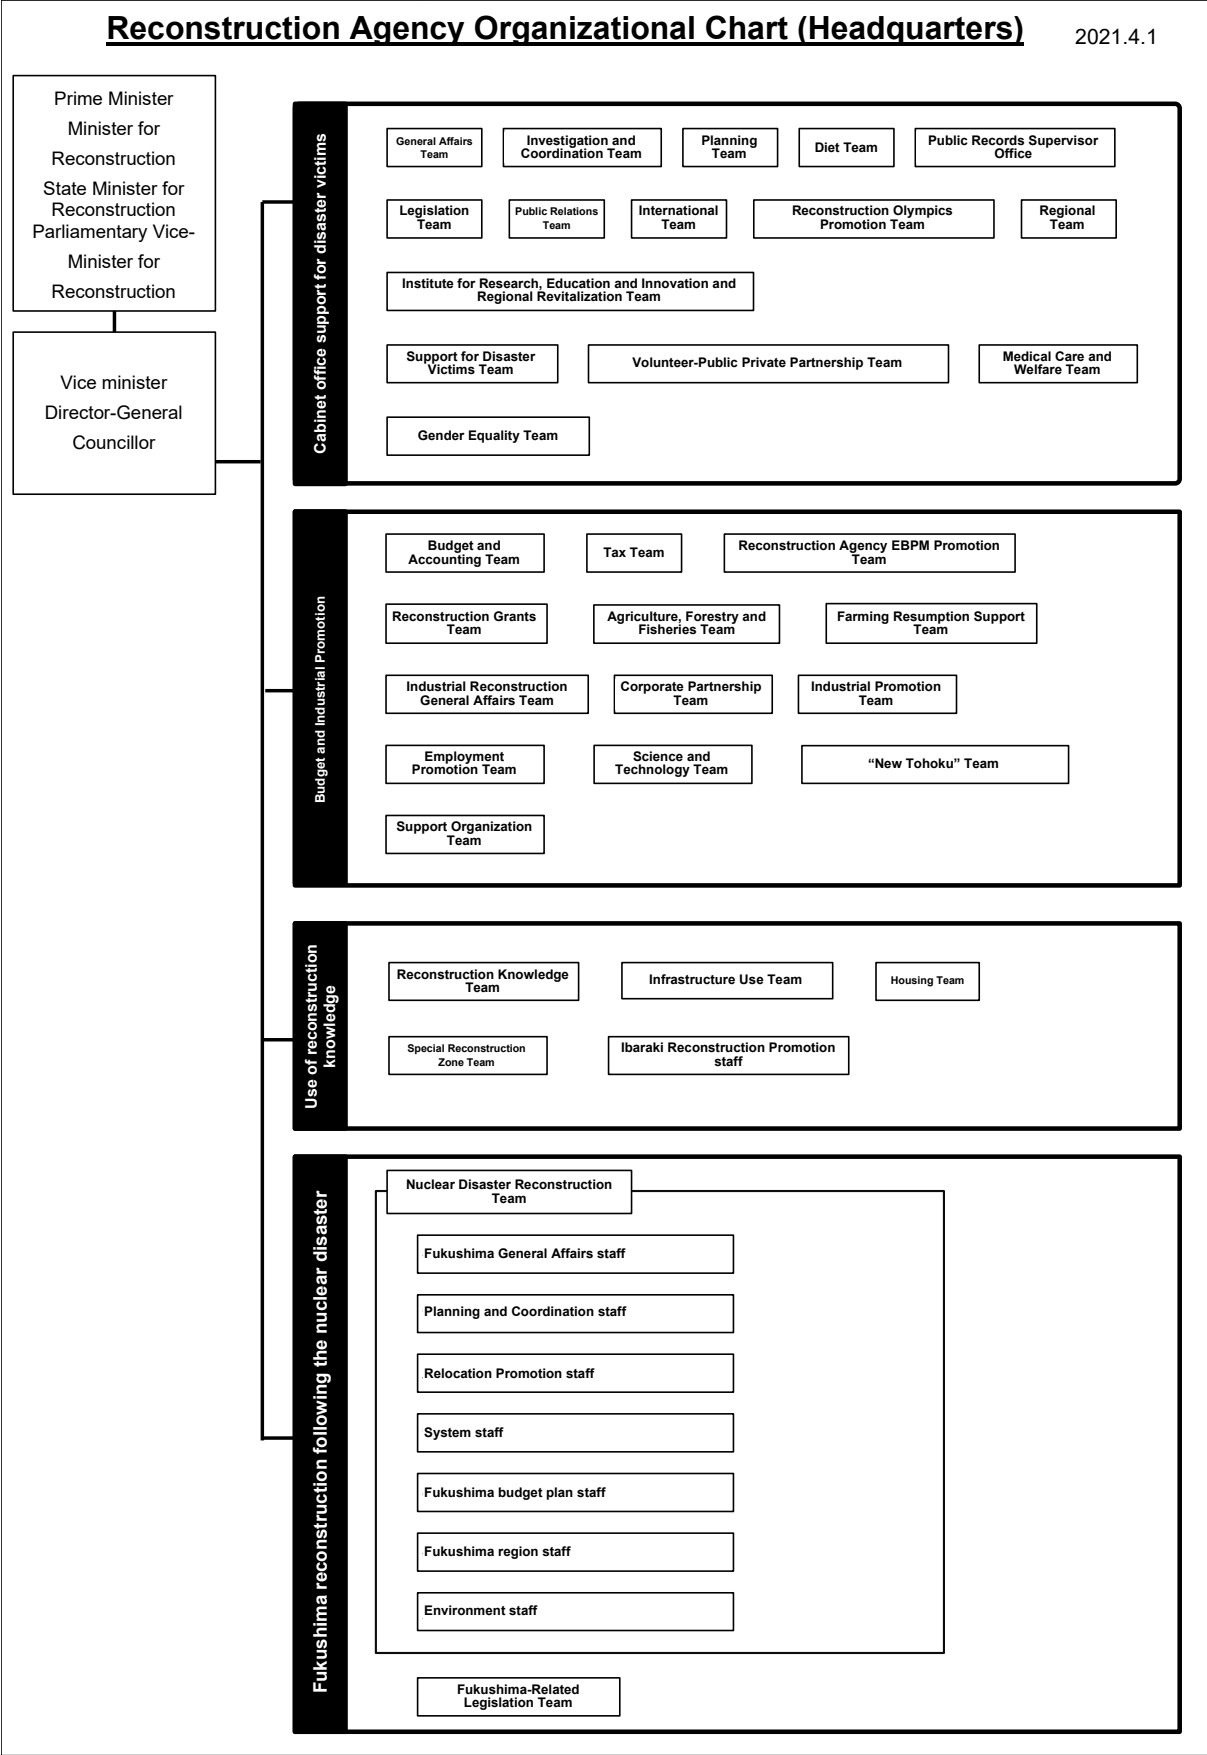 Reconstruction Agency Organizational Chart (Headquarters)
2021.4.1
Prime Minister
Minister for
Reconstruction
State Minister for
Reconstruction
Parliamentary Vice-
Minister for
Reconstruction
Vice minister
Director-General
Councillor
Cabinet office support for disaster victims
General Affairs
Team
Investigation and
Coordination Team
Planning
Team
Diet Team
Public Records Supervisor
Office
Legislation
Team
Public Relations
Team
International
Team
Reconstruction Olympics
Promotion Team
Regional
Team
Institute for Research, Education and Innovation and
Regional Revitalization Team
Support for Disaster
Victims Team
Volunteer-Public Private Partnership Team
Medical Care and
Welfare Team
Gender Equality Team
Budget and Industrial Promotion
Budget and
Accounting Team
Tax Team
Reconstruction Agency EBPM Promotion
Team
Reconstruction Grants
Team
Agriculture, Forestry and
Fisheries Team
Farming Resumption Support
Team
Industrial Reconstruction
General Affairs Team
Corporate Partnership
Team
Industrial Promotion
Team
Employment
Promotion Team
Science and
Technology Team
“New Tohoku” Team
Support Organization
Team
Use of reconstruction
knowledge
Reconstruction Knowledge
Team
Infrastructure Use Team
Housing Team
Special Reconstruction
Zone Team
Ibaraki Reconstruction Promotion
staff
Fukushima reconstruction following the nuclear disaster
Nuclear Disaster Reconstruction
Team
Fukushima General Affairs staff
Planning and Coordination staff
Relocation Promotion staff
System staff
Fukushima budget plan staff
Fukushima region staff
Environment staff
Fukushima-Related
Legislation Team